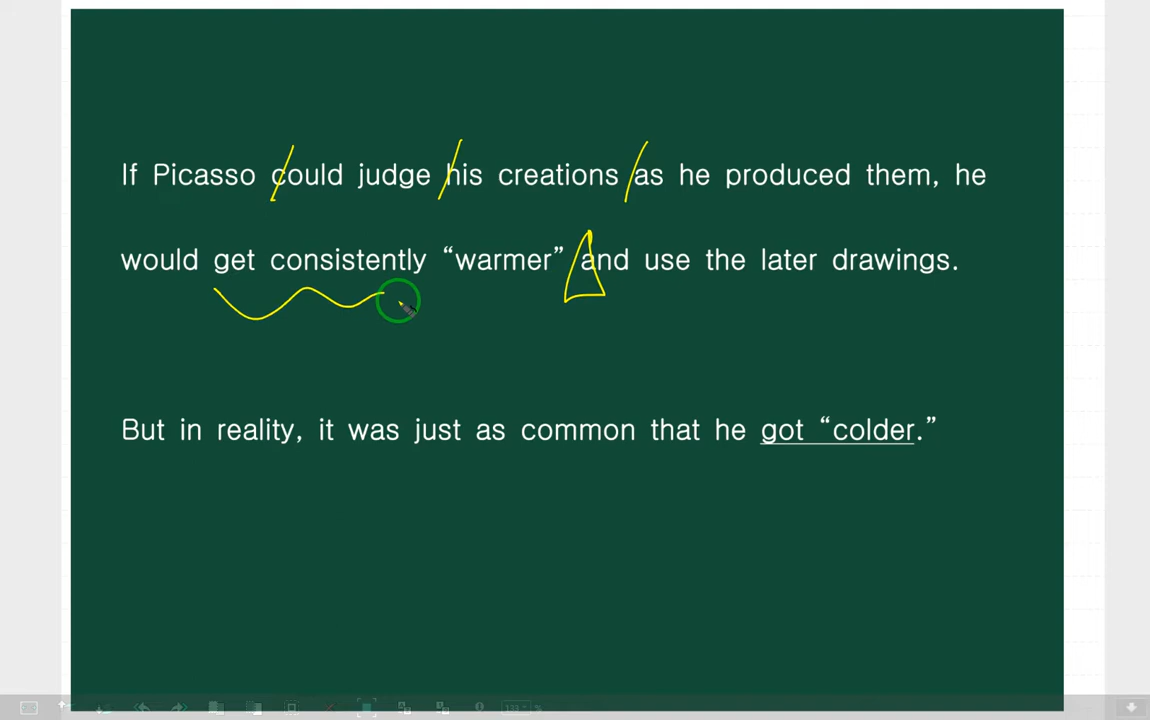 If Picasso could judge his creations as he produced them, he
would get consistently “warmer” and use the later drawings.
But in reality, it was just as common that he got “colder.”
133 %